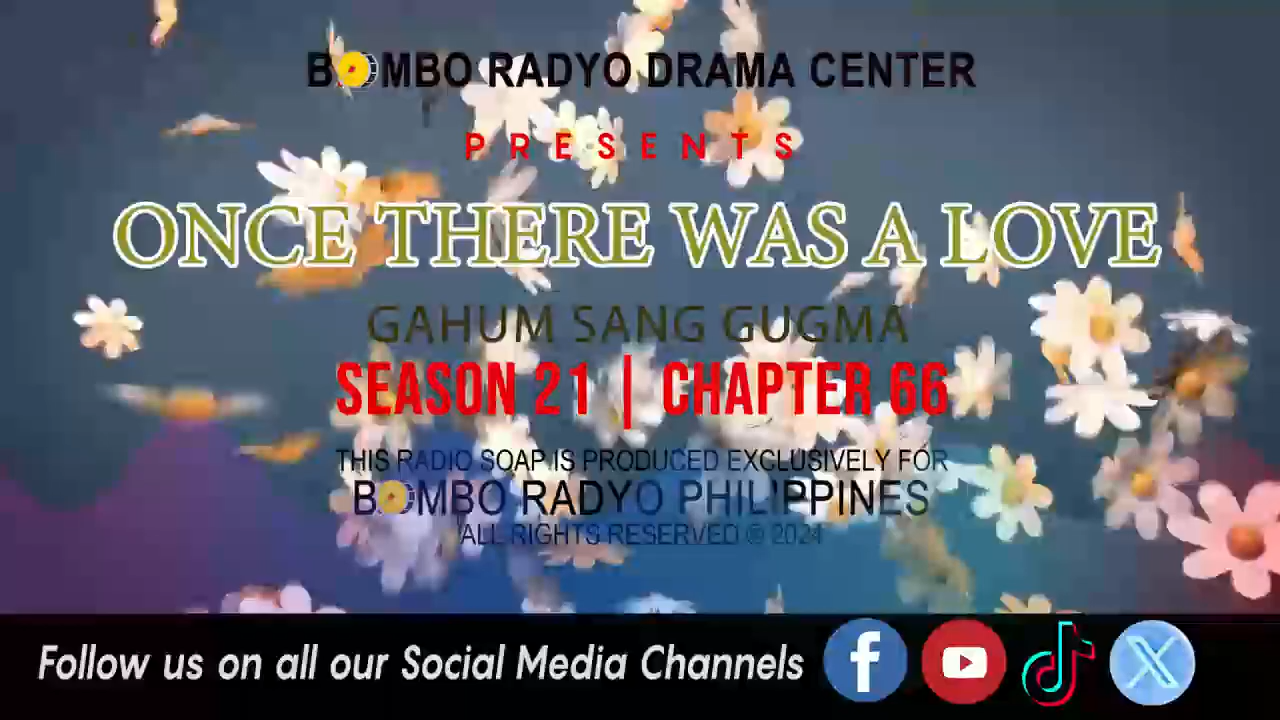 BOMBO RADYO DRAMA CENTER
PRESENTS
ONCE THERE WAS A LOVE
GAHUM SANG GUGMA
SEASON 21 | CHAPTER 66
THIS RADIO SOAP IS PRODUCED EXCLUSIVELY FOR
BOMBO RADYO PHILIPPINES
ALL RIGHTS RESERVED © 2024
Follow us on all our Social Media Channels